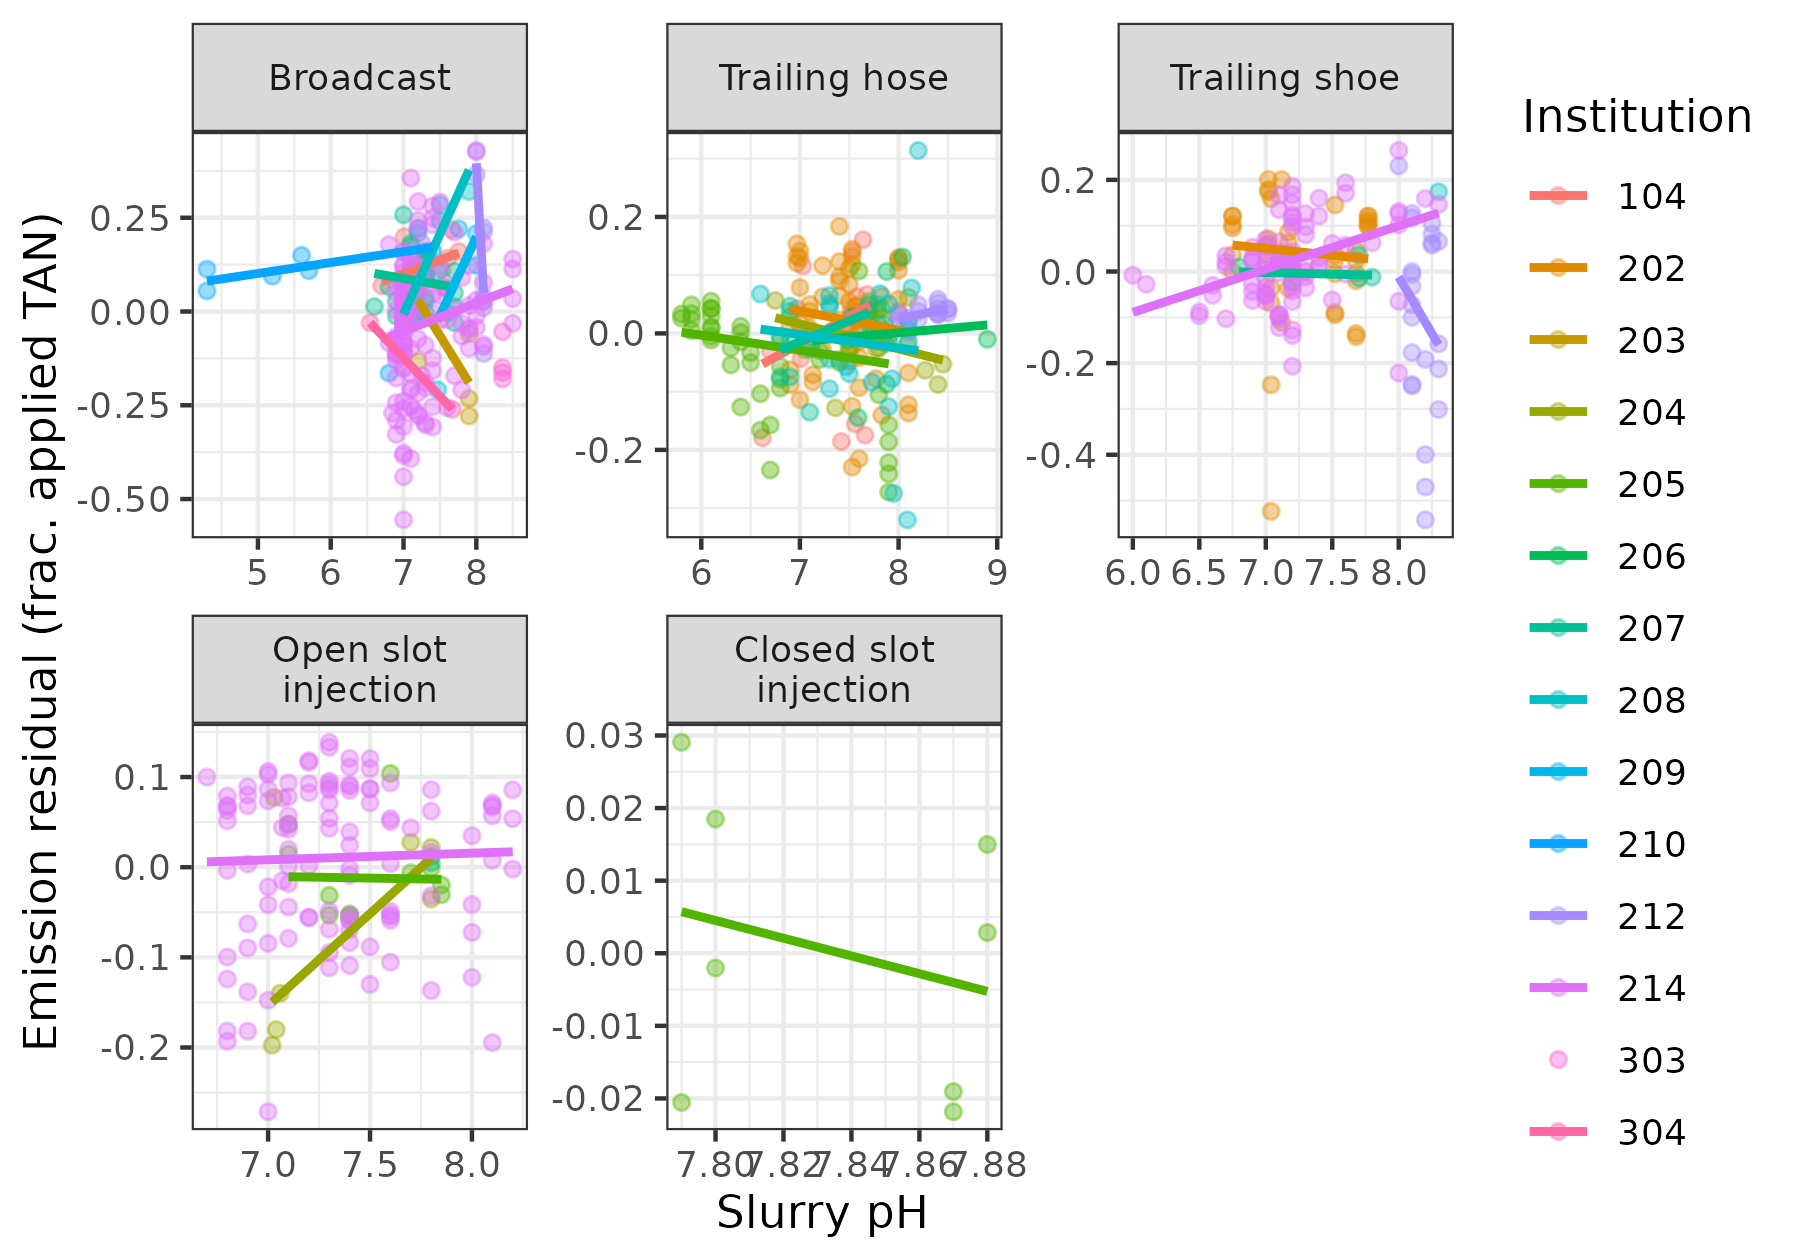 Broadcast
Trailing hose
Trailing shoe
0.25
0.00
-0.25
-0.50
5 6 7 8
0.2
0.0
-0.2
6 7 8 9
0.2
0.0
-0.2
-0.4
6.0 6.5 7.0 7.5 8.0
Open slot
injection
Closed slot
injection
0.1
0.0
-0.1
-0.2
7.0 7.5 8.0
0.03
0.02
0.01
0.00
-0.01
-0.02
7.80 7.82 7.84 7.86 7.88
Slurry pH
Emission residual (frac. applied TAN)
Institution
104
202
203
204
205
206
207
208
209
210
212
214
303
304